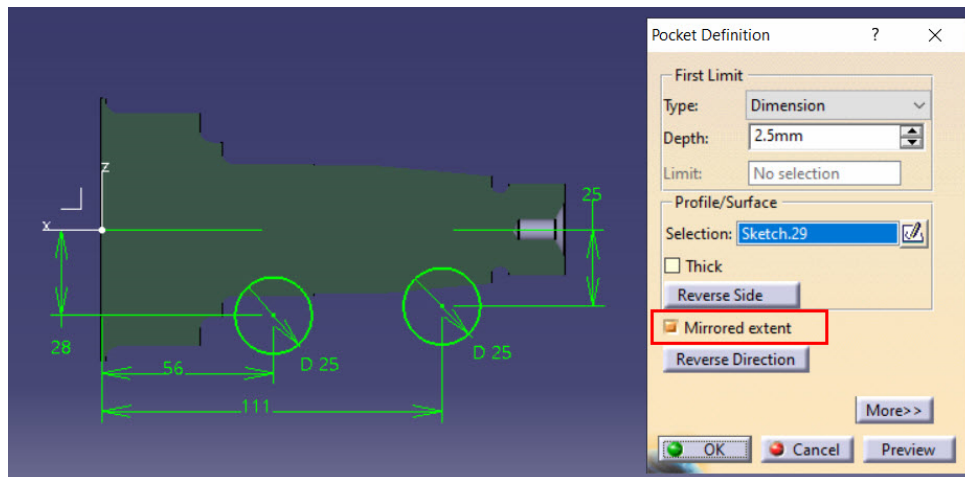 z
x
25
28
56
D 25
D 25
111
Pocket Definition
?
First Limit
Type: Dimension
Depth: 2.5mm
Limit: No selection
Profile/Surface
Selection: Sketch.29
Thick
Reverse Side
Mirrored extent
Reverse Direction
More>>
OK Cancel Preview